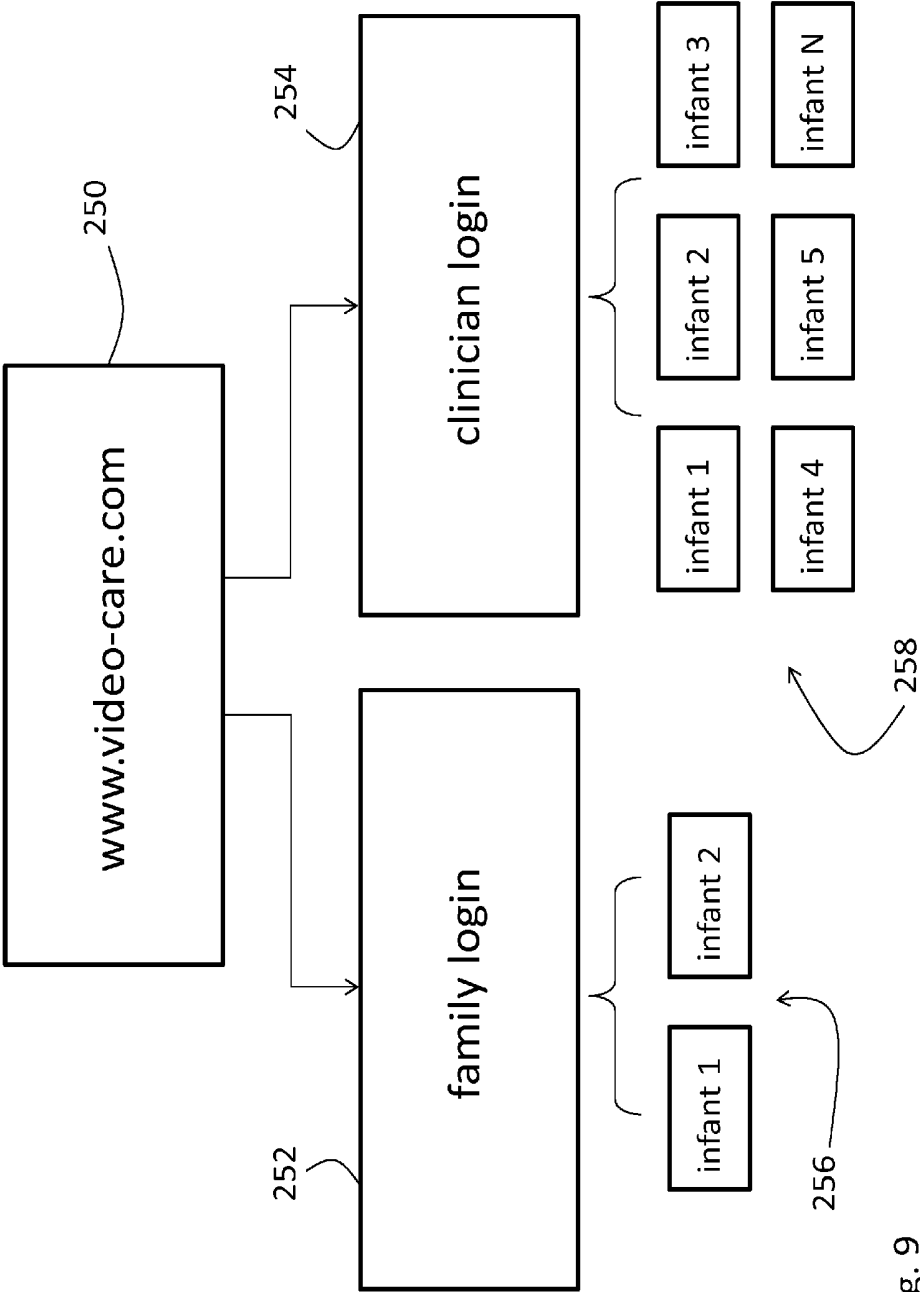 www.video-care.com
250
252
family login
254
clinician login
infant 1
infant 2
256
infant 1
infant 2
infant 3
infant 4
infant 5
infant N
258
g. 9